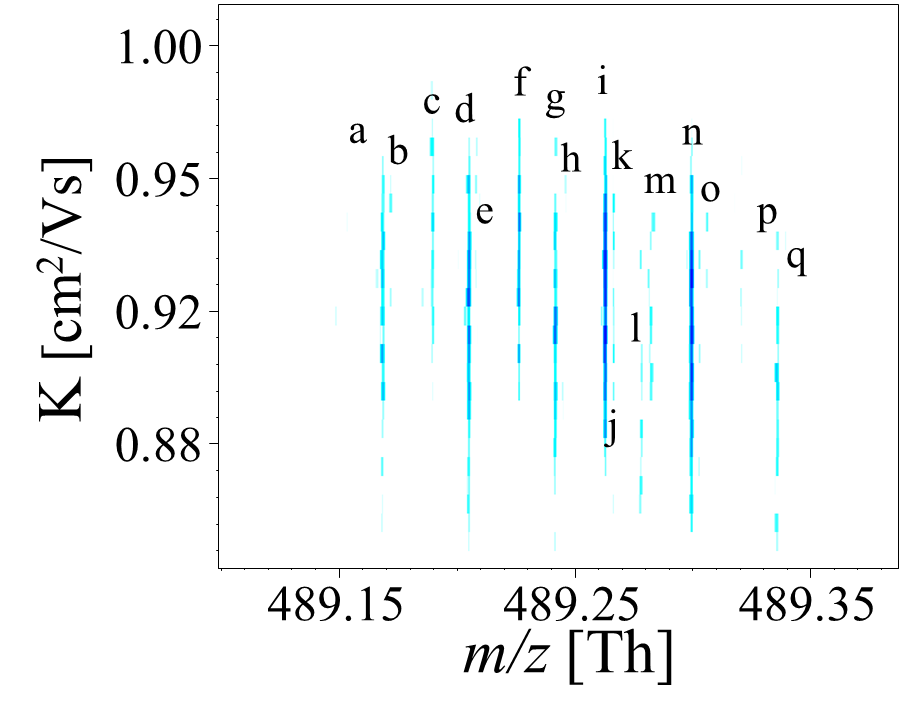 1.00
0.95
0.92
0.88
K [cm²/Vs]
a
b
c
d
e
f
g
h
i
j
k
l
m
n
o
p
q
489.15 489.25 489.35
m/z [Th]